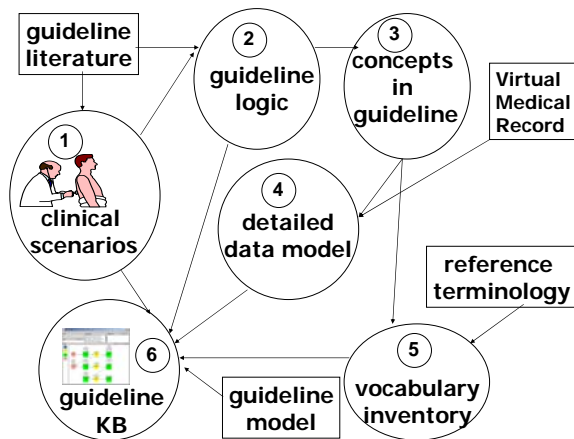 guideline
literature
2
guideline
logic
3
concepts
in
guideline
Virtual
Medical
Record
1
clinical
scenarios
4
detailed
data model
reference
terminology
6
guideline
KB
guideline
model
5
vocabulary
inventory